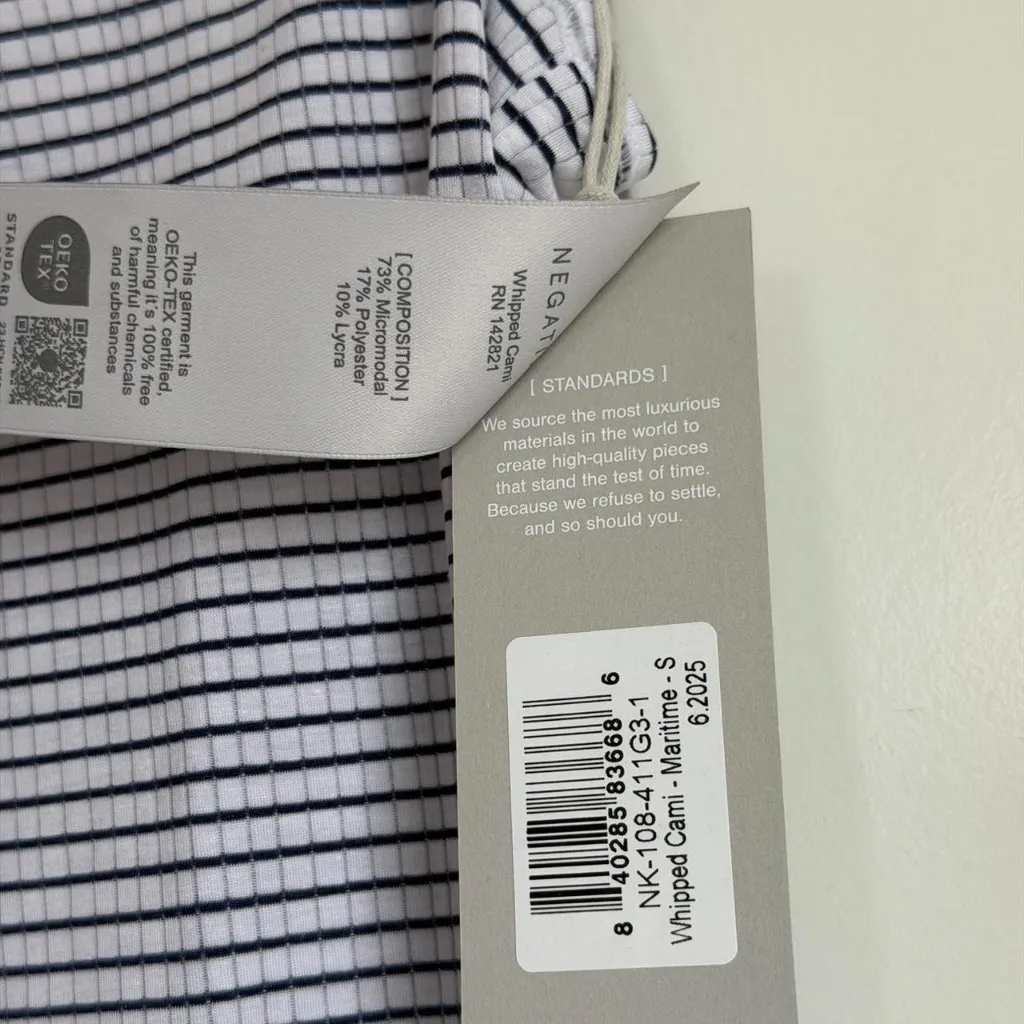 NEGAT
Whipped Cami
RN 142821
[ COMPOSITION ]
73% Micromodal
17% Polyester
10% Lycra
This garment is
OEKO-TEX certified,
meaning it's 100% free
of harmful chemicals
and substances
OEKO
TEX®
STANDARD
[ STANDARDS ]
We source the most luxurious
materials in the world to
create high-quality pieces
that stand the test of time.
Because we refuse to settle,
and so should you.
8 40285 83668 6
NK-108-411G3-1
Whipped Cami - Maritime - S
6.2025